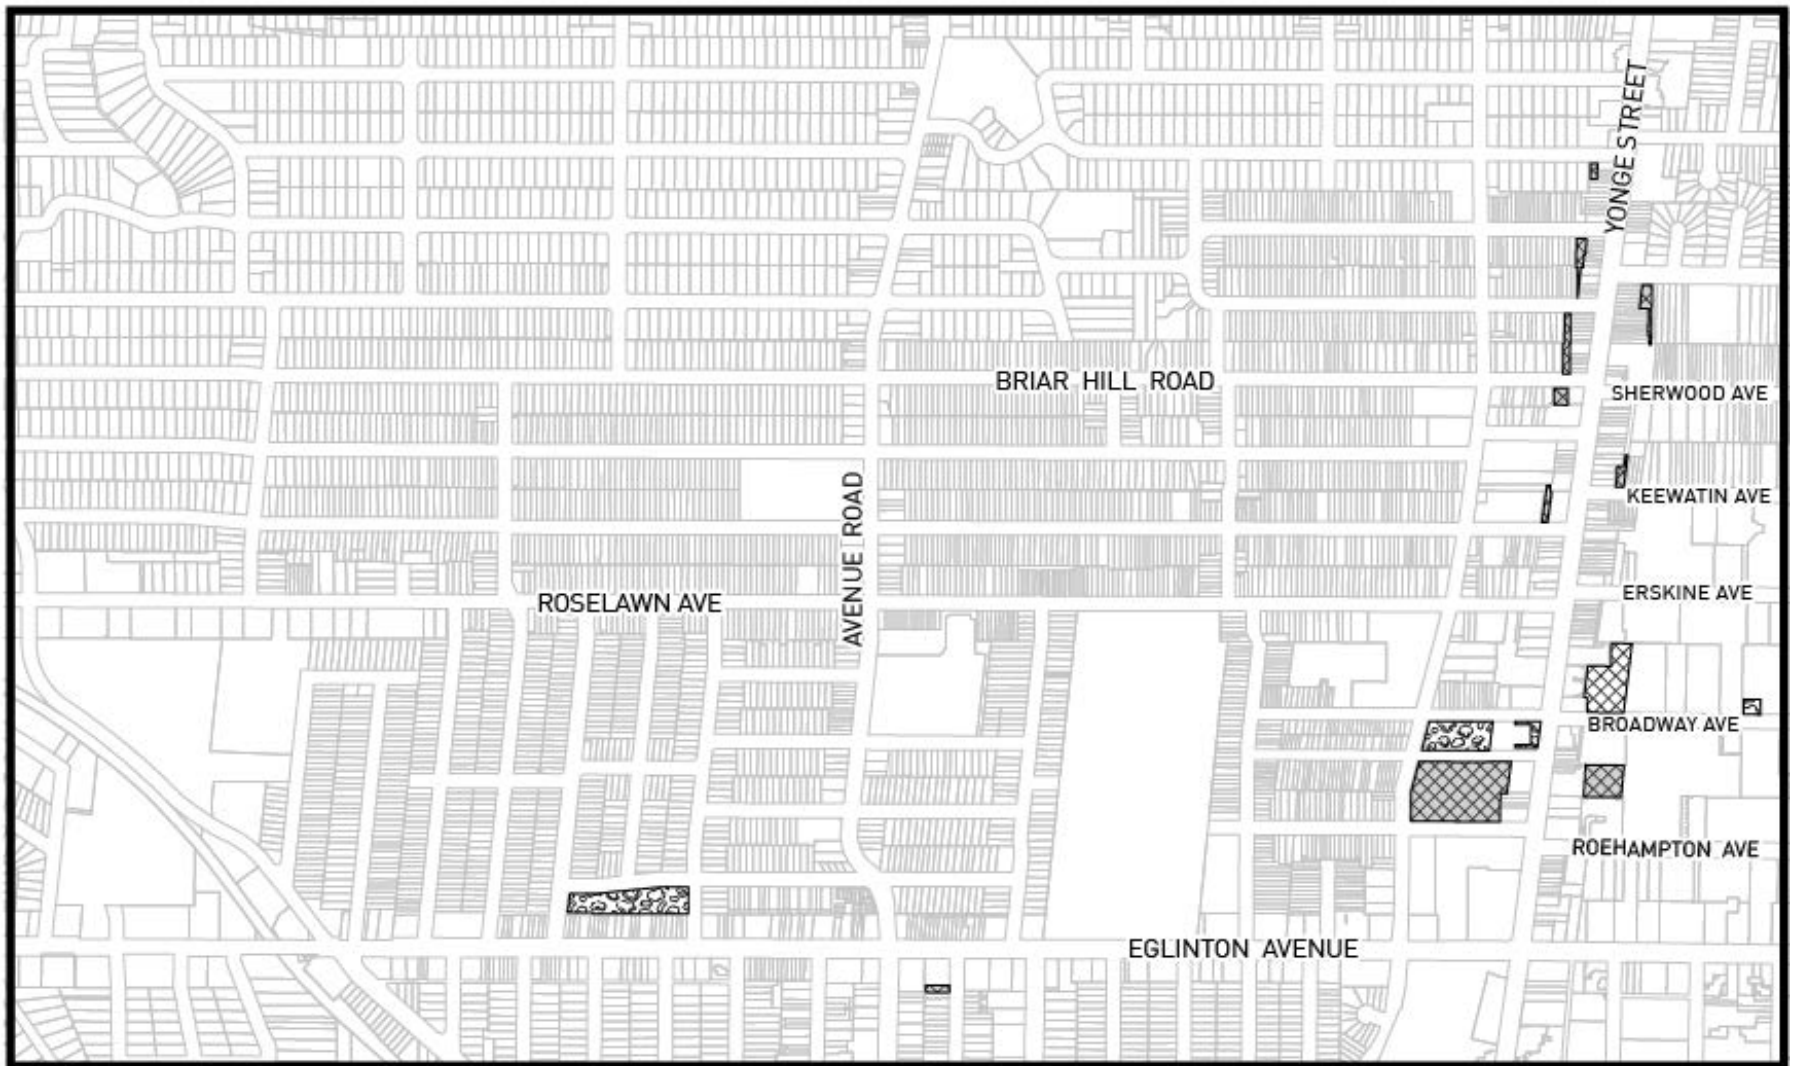 YONGE STREET
BRIAR HILL ROAD
SHERWOOD AVE
KEEWATIN AVE
AVENUE ROAD
ERSKINE AVE
ROSELAWN AVE
BROADWAY AVE
ROEHAMPTON AVE
EGLINTON AVENUE